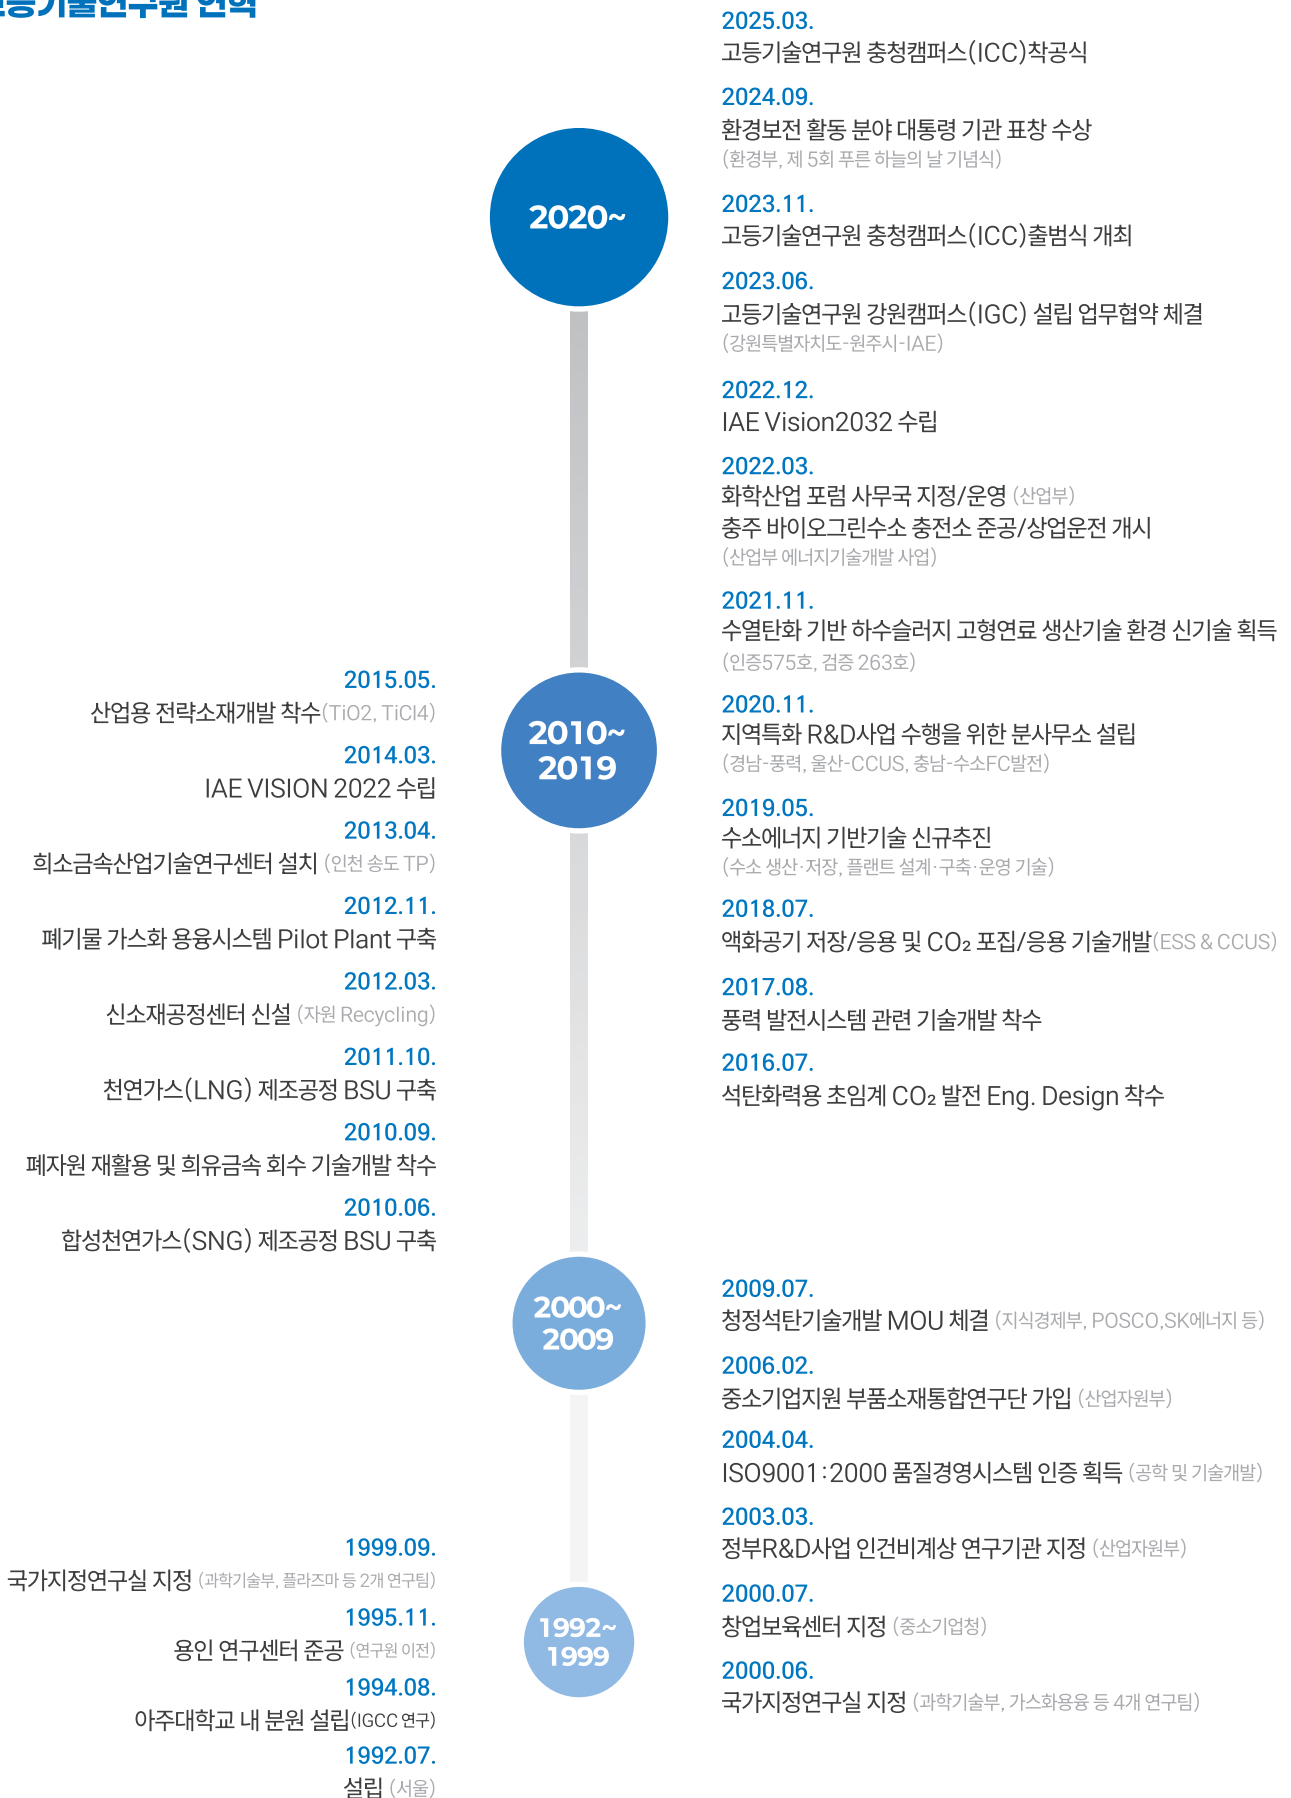 고등기술연구원 연혁
2025.03.
고등기술연구원 충청캠퍼스(ICC)착공식
2024.09.
환경보전 활동 분야 대통령 기관 표창 수상
(환경부, 제 5회 푸른 하늘의 날 기념식)
2020~
2023.11.
고등기술연구원 충청캠퍼스(ICC)출범식 개최
2023.06.
고등기술연구원 강원캠퍼스(IGC) 설립 업무협약 체결
(강원특별자치도-원주시-IAE)
2022.12.
IAE Vision2032 수립
2022.03.
화학산업 포럼 사무국 지정/운영 (산업부)
충주 바이오그린수소 충전소 준공/상업운전 개시
(산업부 에너지기술개발 사업)
2021.11.
수열탄화 기반 하수슬러지 고형연료 생산기술 환경 신기술 획득
(인증575호, 검증 263호)
2020.11.
지역특화 R&D사업 수행을 위한 분사무소 설립
(경남-풍력, 울산-CCUS, 충남-수소FC발전)
2010~
2019
2019.05.
수소에너지 기반기술 신규추진
(수소 생산·저장, 플랜트 설계·구축·운영 기술)
2018.07.
액화공기 저장/응용 및 CO₂ 포집/응용 기술개발(ESS & CCUS)
2017.08.
풍력 발전시스템 관련 기술개발 착수
2016.07.
석탄화력용 초임계 CO₂ 발전 Eng. Design 착수
2015.05.
산업용 전략소재개발 착수(TiO2, TiCl4)
2014.03.
IAE VISION 2022 수립
2013.04.
희소금속산업기술연구센터 설치 (인천 송도 TP)
2012.11.
폐기물 가스화 용융시스템 Pilot Plant 구축
2012.03.
신소재공정센터 신설 (자원 Recycling)
2011.10.
천연가스(LNG) 제조공정 BSU 구축
2010.09.
폐자원 재활용 및 희유금속 회수 기술개발 착수
2010.06.
합성천연가스(SNG) 제조공정 BSU 구축
2000~
2009
2009.07.
청정석탄기술개발 MOU 체결 (지식경제부, POSCO,SK에너지 등)
2006.02.
중소기업지원 부품소재통합연구단 가입 (산업자원부)
2004.04.
ISO9001:2000 품질경영시스템 인증 획득 (공학 및 기술개발)
2003.03.
정부R&D사업 인건비계상 연구기관 지정 (산업자원부)
2000.07.
창업보육센터 지정 (중소기업청)
2000.06.
국가지정연구실 지정 (과학기술부, 가스화용융 등 4개 연구팀)
1992~
1999
1999.09.
국가지정연구실 지정 (과학기술부, 플라즈마 등 2개 연구팀)
1995.11.
용인 연구센터 준공 (연구원 이전)
1994.08.
아주대학교 내 분원 설립(IGCC 연구)
1992.07.
설립 (서울)